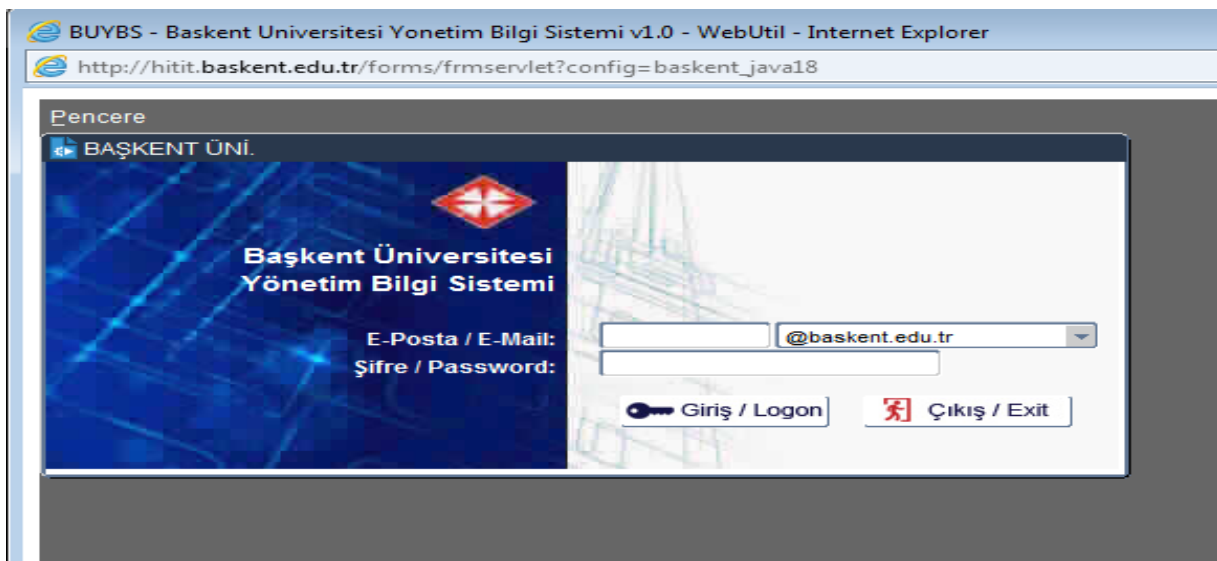 BUYBS - Baskent Universitesi Yonetim Bilgi Sistemi v1.0 - WebUtil - Internet Explorer
http://hitit.baskent.edu.tr/forms/frmservlet?config=baskent_java18
Pencere
BAŞKENT ÜNİ.
Başkent Üniversitesi
Yönetim Bilgi Sistemi
E-Posta / E-Mail: @baskent.edu.tr
Şifre / Password:
Giriş / Logon Çıkış / Exit